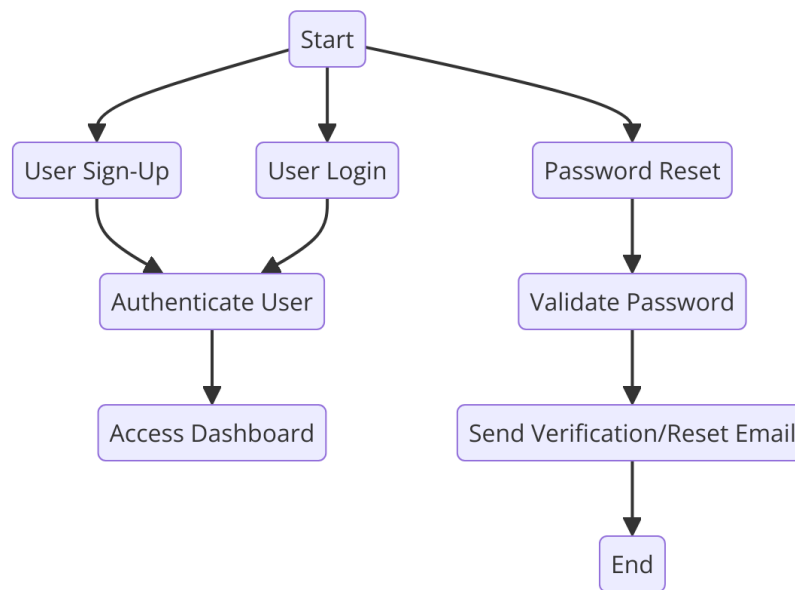 Start
User Sign-Up
User Login
Password Reset
Authenticate User
Validate Password
Access Dashboard
Send Verification/Reset Email
End